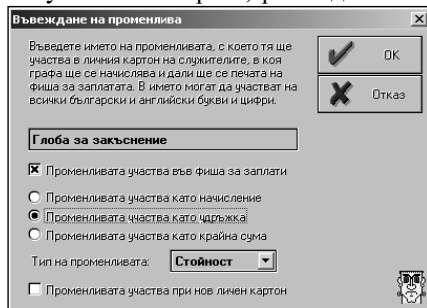 Въвеждане на променлива
Въведете името на променливата, с което тя ще
участва в личния картон на служителите, в коя
графа ще се начислява и дали ще се печата на
фиша за заплатата. В името могат да участват на
всички български и английски букви и цифри.
OK
Отказ
Глоба за закъснение
Променливата участва във фиша за заплати
Променливата участва като начисление
Променливата участва като удръжка
Променливата участва като крайна сума
Тип на променливата: Стойност
Променливата участва при нов личен картон